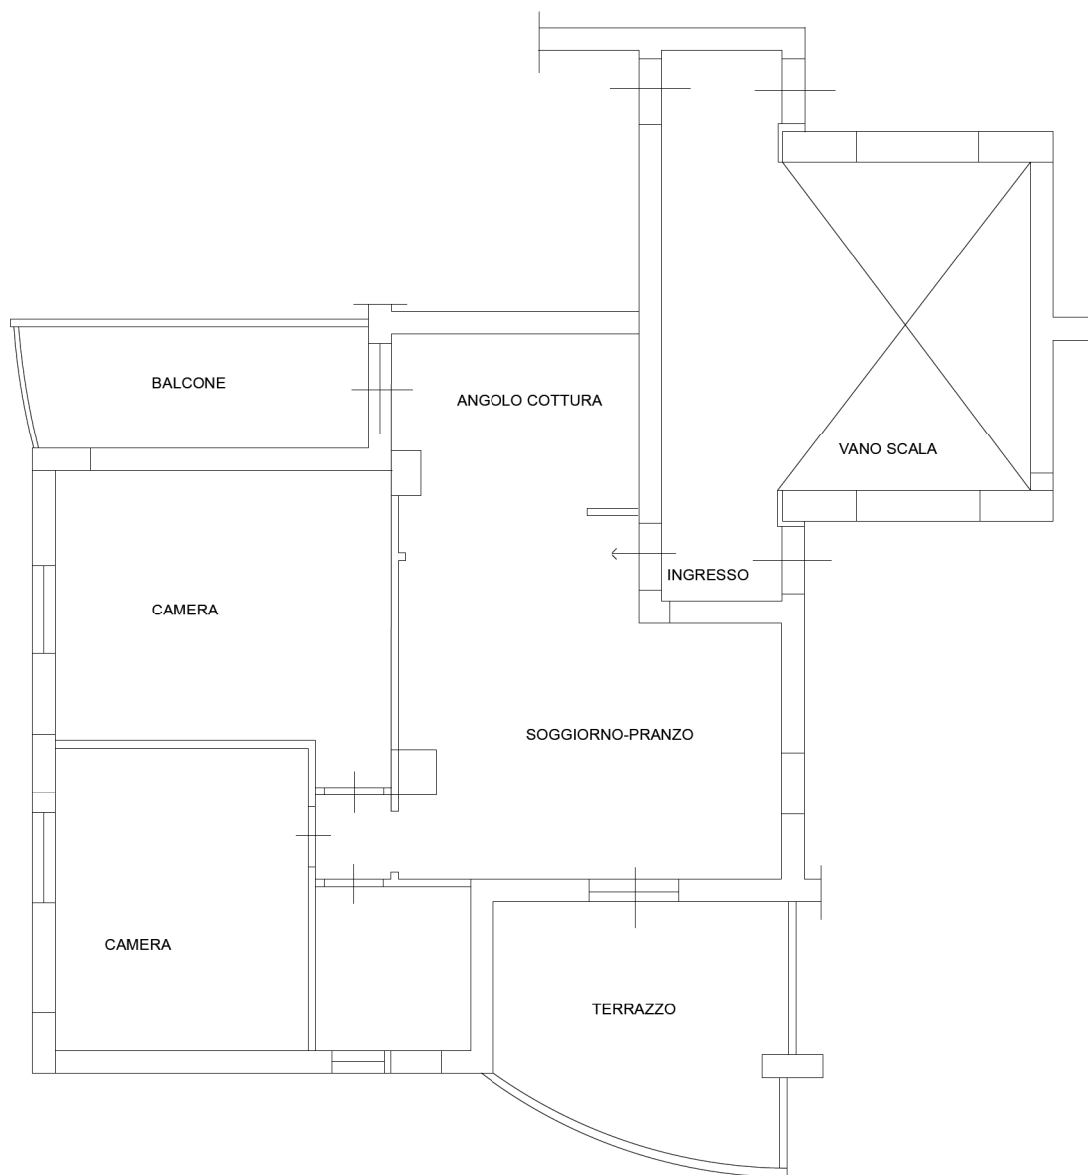 BALCONE
ANGOLO COTTURA
VANO SCALA
INGRESSO
CAMERA
SOGGIORNO-PRANZO
CAMERA
TERRAZZO